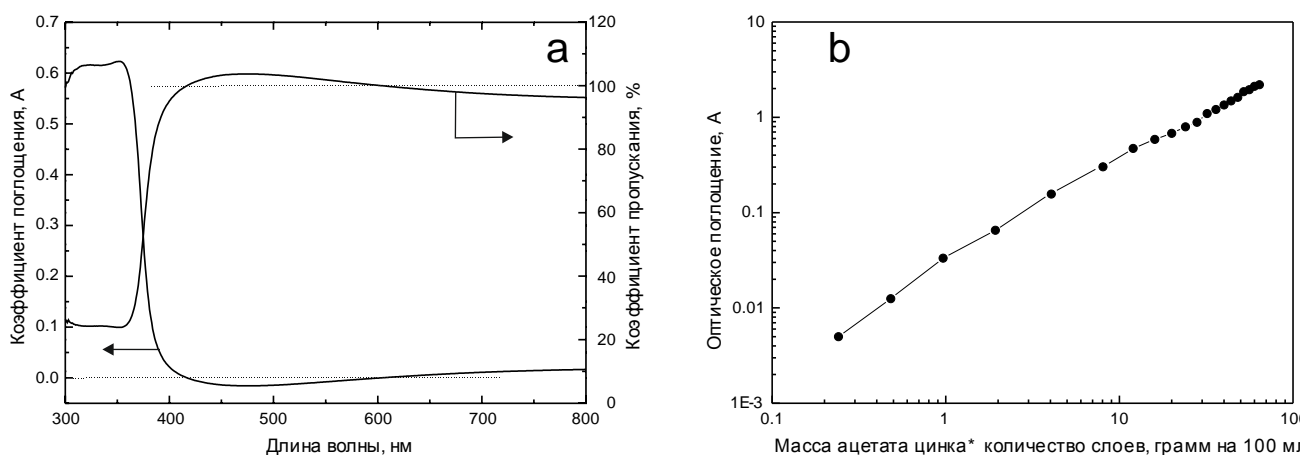 a
0.7
0.6
0.5
0.4
0.3
0.2
0.1
0.0
Коэффициент поглощения, А
120
100
80
60
40
20
0
Коэффициент пропускания, %
300 400 500 600 700 800
Длина волны, нм
b
10
1
0.1
0.01
1E-3
Оптическое поглощение, А
0.1 1 10 100
Масса ацетата цинка* количество слоев, грамм на 100 мл